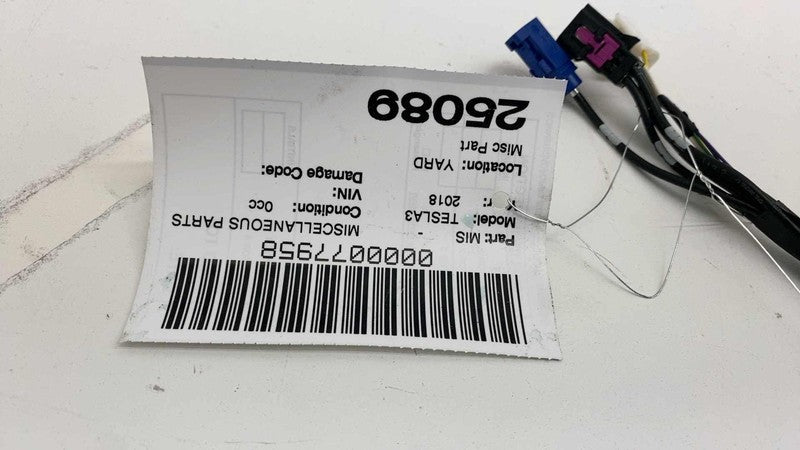 0000077958
Part: MIS - MISCELLANEOUS PARTS
Model: TESLA3 Condition: 0cc
r: 2018 VIN:
Location: YARD Damage Code:
Misc Part
25089